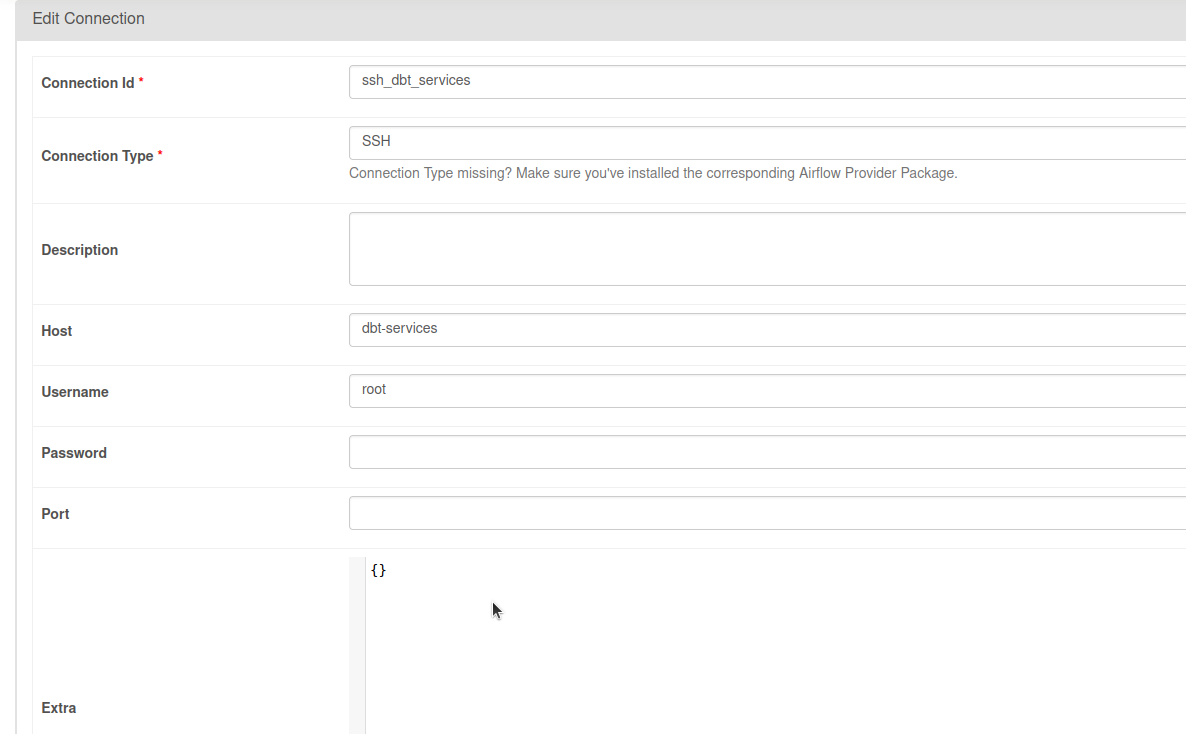 Edit Connection
Connection Id *
ssh_dbt_services
Connection Type *
SSH
Connection Type missing? Make sure you've installed the corresponding Airflow Provider Package.
Description
Host
dbt-services
Username
root
Password
Port
{}
Extra